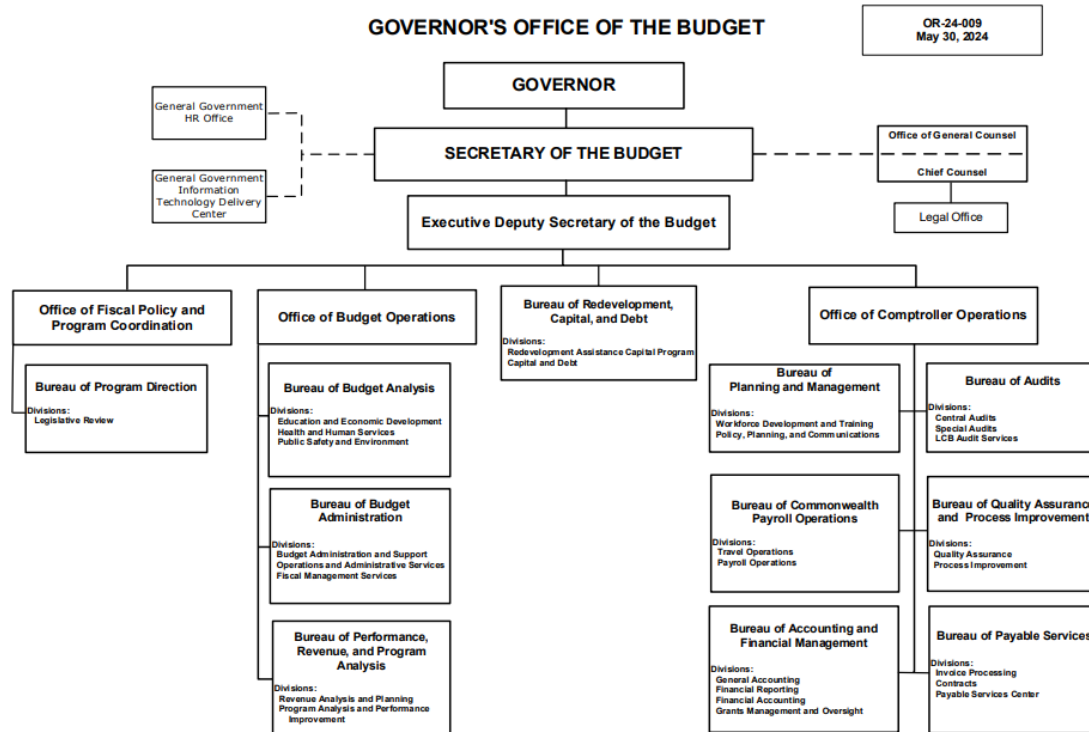 GOVERNOR'S OFFICE OF THE BUDGET
OR-24-009
May 30, 2024
GOVERNOR
General Government
HR Office
SECRETARY OF THE BUDGET
Office of General Counsel
Chief Counsel
General Government
Information
Technology Delivery
Center
Legal Office
Executive Deputy Secretary of the Budget
Office of Fiscal Policy and
Program Coordination
Office of Budget Operations
Bureau of Redevelopment,
Capital, and Debt
Divisions:
Redevelopment Assistance Capital Program
Capital and Debt
Office of Comptroller Operations
Bureau of Program Direction
Divisions:
Legislative Review
Bureau of Budget Analysis
Divisions:
Education and Economic Development
Health and Human Services
Public Safety and Environment
Bureau of
Planning and Management
Divisions:
Workforce Development and Training
Policy, Planning, and Communications
Bureau of Audits
Divisions:
Central Audits
Special Audits
LCB Audit Services
Bureau of Budget
Administration
Divisions:
Budget Administration and Support
Operations and Administrative Services
Fiscal Management Services
Bureau of Commonwealth
Payroll Operations
Divisions:
Travel Operations
Payroll Operations
Bureau of Quality Assurance
and Process Improvement
Divisions:
Quality Assurance
Process Improvement
Bureau of Performance,
Revenue, and Program
Analysis
Divisions:
Revenue Analysis and Planning
Program Analysis and Performance
Improvement
Bureau of Accounting and
Financial Management
Divisions:
General Accounting
Financial Reporting
Financial Accounting
Grants Management and Oversight
Bureau of Payable Services
Divisions:
Invoice Processing
Contracts
Payable Services Center